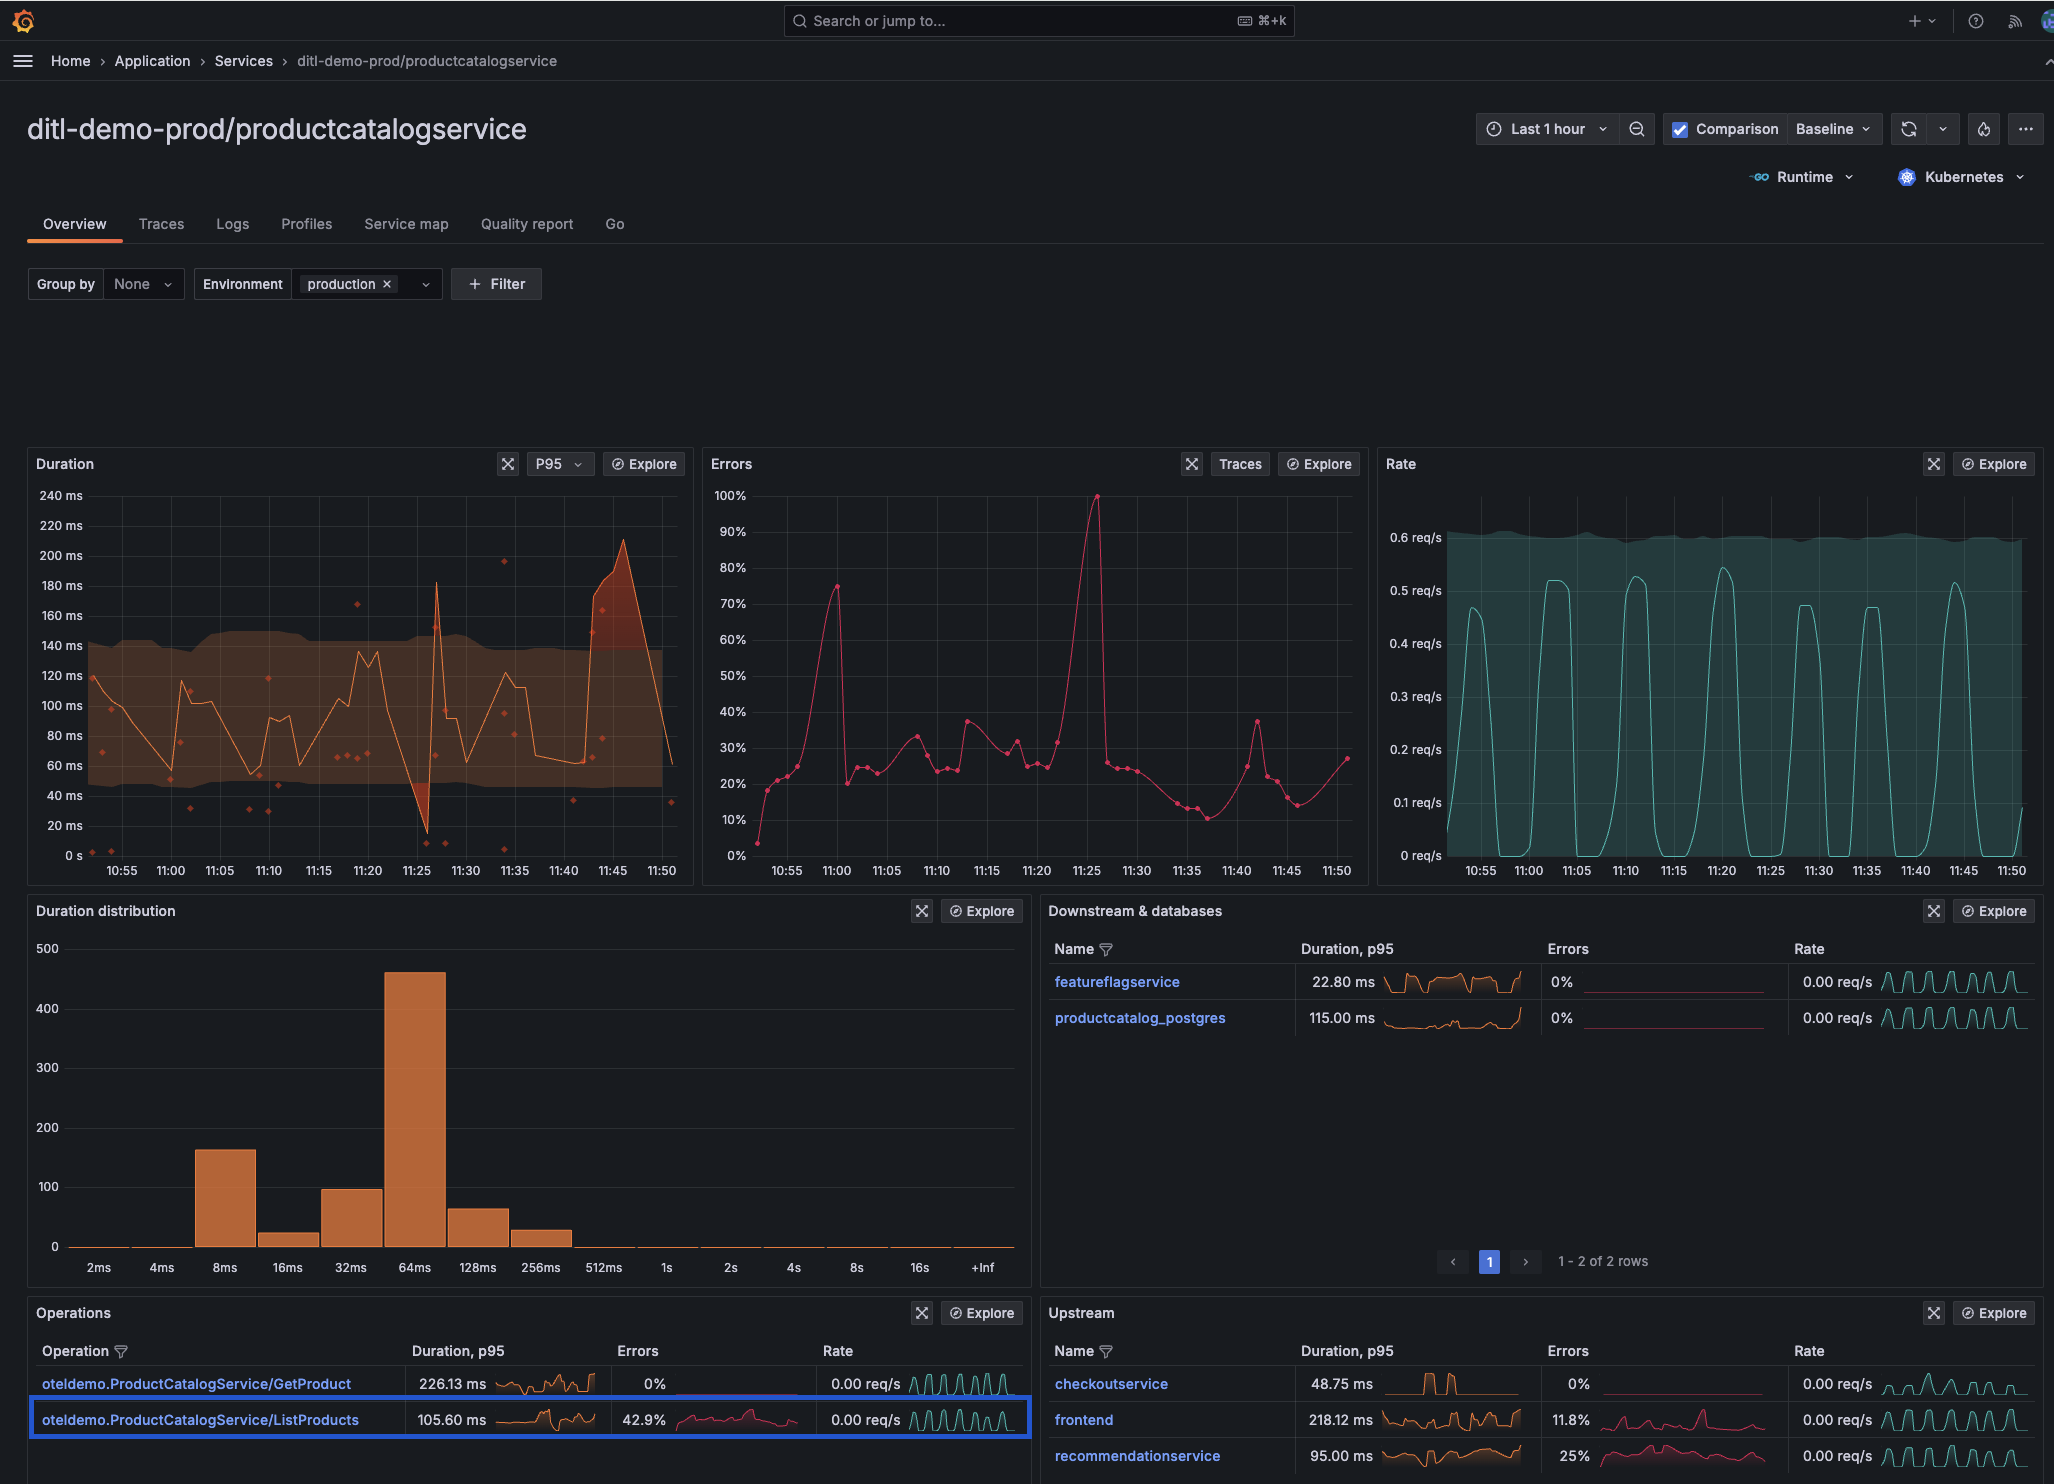 Search or jump to... ⌘+k
Home › Application › Services › ditl-demo-prod/productcatalogservice
ditl-demo-prod/productcatalogservice
Last 1 hour Comparison Baseline
GO Runtime Kubernetes
Overview Traces Logs Profiles Service map Quality report Go
Group by None Environment production × + Filter
Duration P95 Explore
240 ms
220 ms
200 ms
180 ms
160 ms
140 ms
120 ms
100 ms
80 ms
60 ms
40 ms
20 ms
0 s
10:55 11:00 11:05 11:10 11:15 11:20 11:25 11:30 11:35 11:40 11:45 11:50
Errors Traces Explore
100%
90%
80%
70%
60%
50%
40%
30%
20%
10%
0%
10:55 11:00 11:05 11:10 11:15 11:20 11:25 11:30 11:35 11:40 11:45 11:50
Rate Explore
0.6 req/s
0.5 req/s
0.4 req/s
0.3 req/s
0.2 req/s
0.1 req/s
0 req/s
10:55 11:00 11:05 11:10 11:15 11:20 11:25 11:30 11:35 11:40 11:45 11:50
Duration distribution Explore
500
400
300
200
100
0
2ms 4ms 8ms 16ms 32ms 64ms 128ms 256ms 512ms 1s 2s 4s 8s 16s +Inf
Downstream & databases Explore
Name Duration, p95 Errors Rate
featureflagservice 22.80 ms 0% 0.00 req/s
productcatalog_postgres 115.00 ms 0% 0.00 req/s
‹ 1 › 1 - 2 of 2 rows
Operations Explore
Operation Duration, p95 Errors Rate
oteldemo.ProductCatalogService/GetProduct 226.13 ms 0% 0.00 req/s
oteldemo.ProductCatalogService/ListProducts 105.60 ms 42.9% 0.00 req/s
Upstream Explore
Name Duration, p95 Errors Rate
checkoutservice 48.75 ms 0% 0.00 req/s
frontend 218.12 ms 11.8% 0.00 req/s
recommendationservice 95.00 ms 25% 0.00 req/s